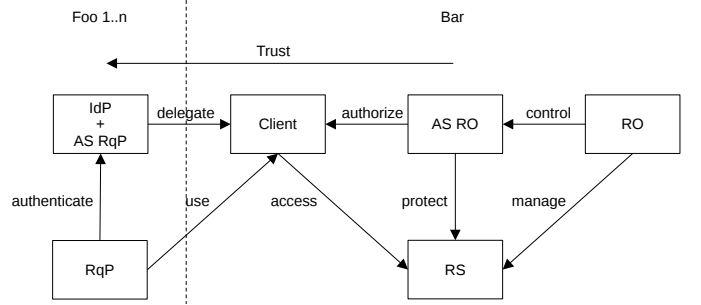 Foo 1..n
Bar
Trust
IdP
+
AS RqP
delegate
Client
authorize
AS RO
control
RO
authenticate
use
access
protect
manage
RqP
RS